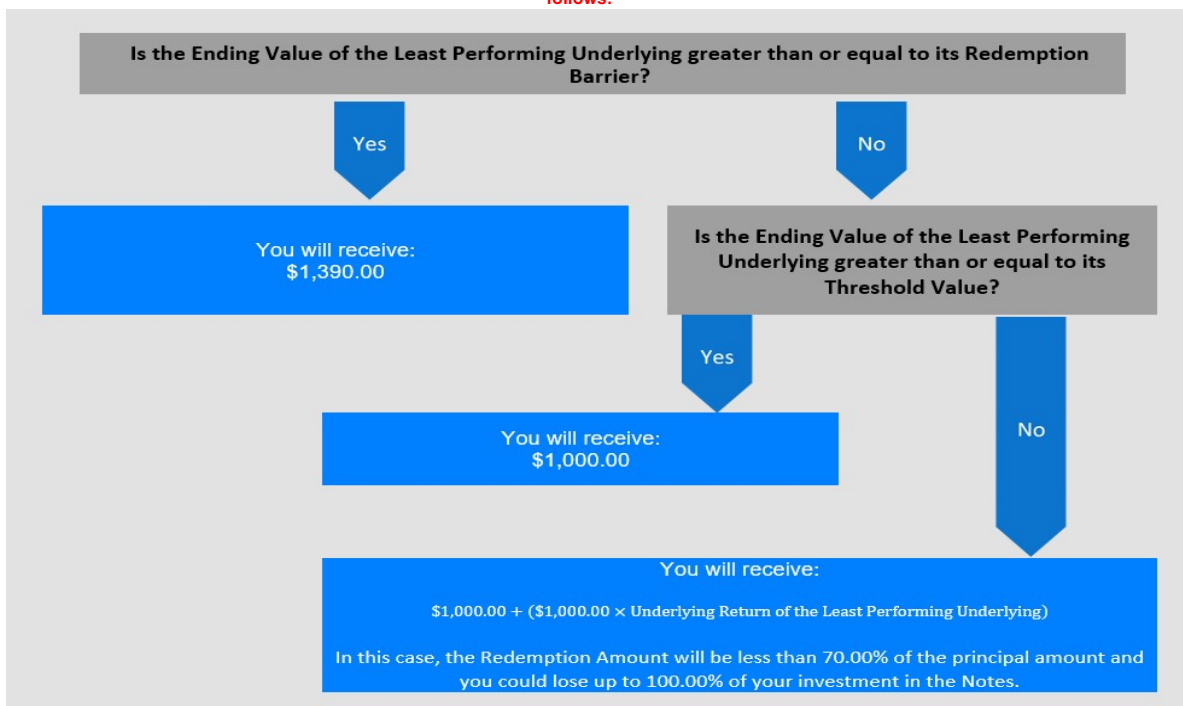 follows:
Is the Ending Value of the Least Performing Underlying greater than or equal to its Redemption
Barrier?
Yes
No
You will receive:
$1,390.00
Is the Ending Value of the Least Performing
Underlying greater than or equal to its
Threshold Value?
Yes
No
You will receive:
$1,000.00
You will receive:
$1,000.00 + ($1,000.00 × Underlying Return of the Least Performing Underlying)
In this case, the Redemption Amount will be less than 70.00% of the principal amount and
you could lose up to 100.00% of your investment in the Notes.